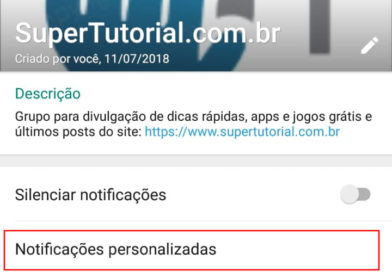 SuperTutorial.com.br
Criado por você, 11/07/2018
Descrição
Grupo para divulgação de dicas rápidas, apps e jogos grátis e
últimos posts do site: https://www.supertutorial.com.br
Silenciar notificações
Notificações personalizadas